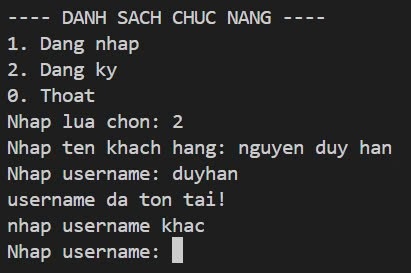 ---- DANH SACH CHUC NANG ----
1. Dang nhap
2. Dang ky
0. Thoat
Nhap lua chon: 2
Nhap ten khach hang: nguyen duy han
Nhap username: duyhan
username da ton tai!
nhap username khac
Nhap username: